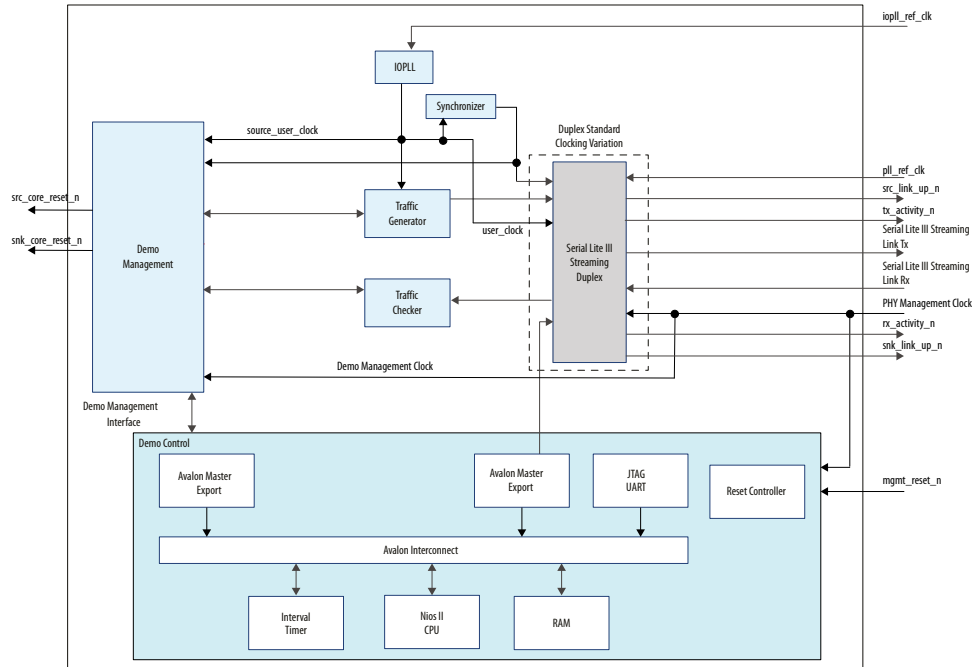 iopll_ref_clk
IOPLL
Synchronizer
source_user_clock
Duplex Standard
Clocking Variation
pll_ref_clk
src_link_up_n
src_core_reset_n
Traffic
Generator
tx_activity_n
user_clock
Serial Lite III Streaming
Link Tx
snk_core_reset_n
Demo
Management
Serial Lite III
Streaming
Duplex
Serial Lite III Streaming
Link Rx
Traffic
Checker
PHY Management Clock
rx_activity_n
snk_link_up_n
Demo Management Clock
Demo Management
Interface
Demo Control
Avalon Master
Export
Avalon Master
Export
JTAG
UART
Reset Controller
mgmt_reset_n
Avalon Interconnect
Interval
Timer
Nios II
CPU
RAM